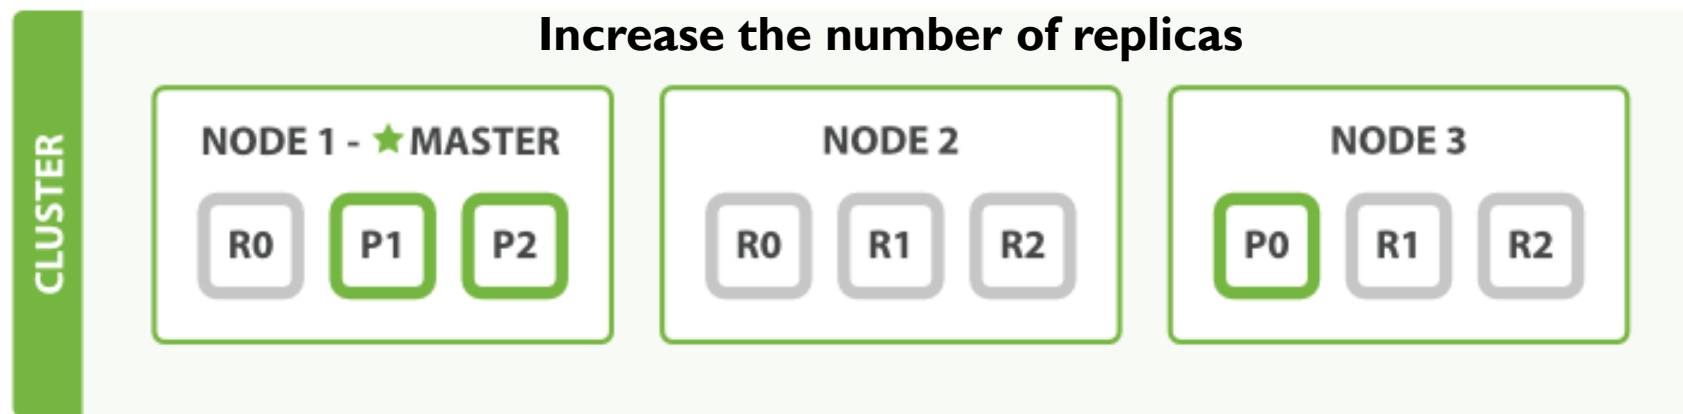 Increase the number of replicas
CLUSTER
NODE 1 - ★ MASTER
R0 P1 P2
NODE 2
R0 R1 R2
NODE 3
P0 R1 R2